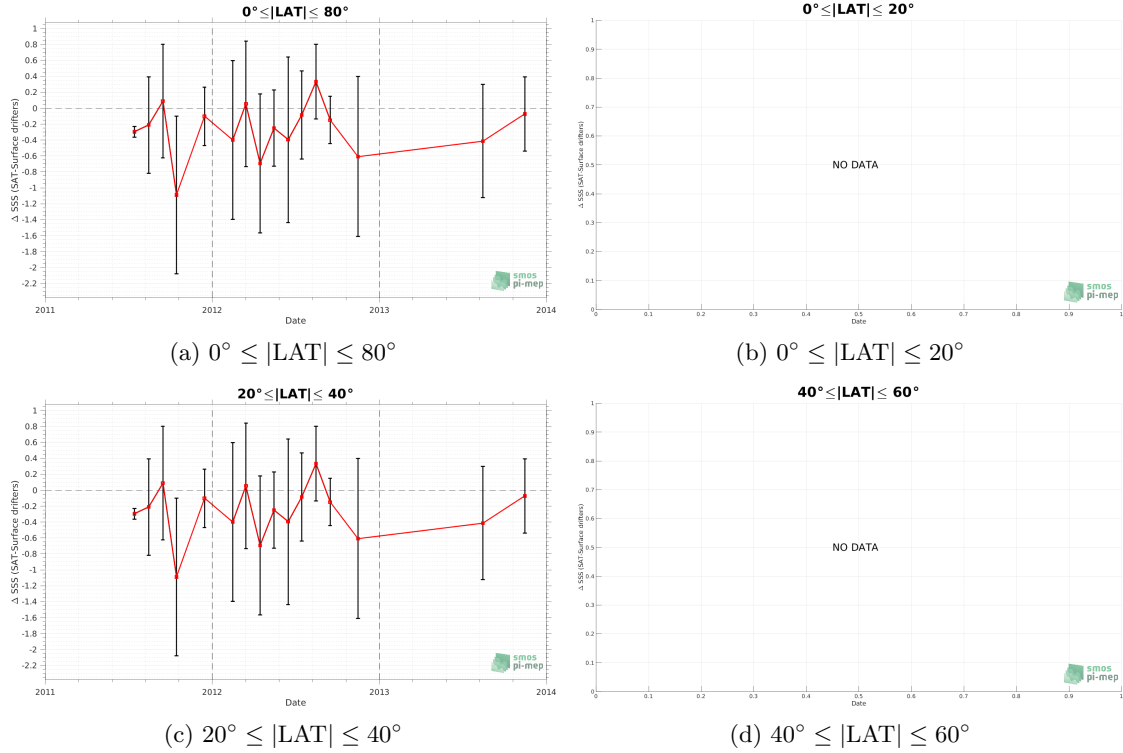 0°≤|LAT|≤ 80°
1
0.8
0.6
0.4
0.2
0
-0.2
-0.4
-0.6
-0.8
-1
-1.2
-1.4
-1.6
-1.8
-2
-2.2
Δ SSS (SAT-Surface drifters)
smos
pi-mep
2011 2012 2013 2014
Date
(a) 0° ≤ |LAT| ≤ 80°
0°≤|LAT|≤ 20°
1
0.9
0.8
0.7
0.6
0.5
0.4
0.3
0.2
0.1
0
Δ SSS (SAT-Surface drifters)
NO DATA
smos
pi-mep
0 0.1 0.2 0.3 0.4 0.5 0.6 0.7 0.8 0.9 1
Date
(b) 0° ≤ |LAT| ≤ 20°
20°≤|LAT|≤ 40°
1
0.8
0.6
0.4
0.2
0
-0.2
-0.4
-0.6
-0.8
-1
-1.2
-1.4
-1.6
-1.8
-2
-2.2
Δ SSS (SAT-Surface drifters)
smos
pi-mep
2011 2012 2013 2014
Date
(c) 20° ≤ |LAT| ≤ 40°
40°≤|LAT|≤ 60°
1
0.9
0.8
0.7
0.6
0.5
0.4
0.3
0.2
0.1
0
Δ SSS (SAT-Surface drifters)
NO DATA
smos
pi-mep
0 0.1 0.2 0.3 0.4 0.5 0.6 0.7 0.8 0.9 1
Date
(d) 40° ≤ |LAT| ≤ 60°